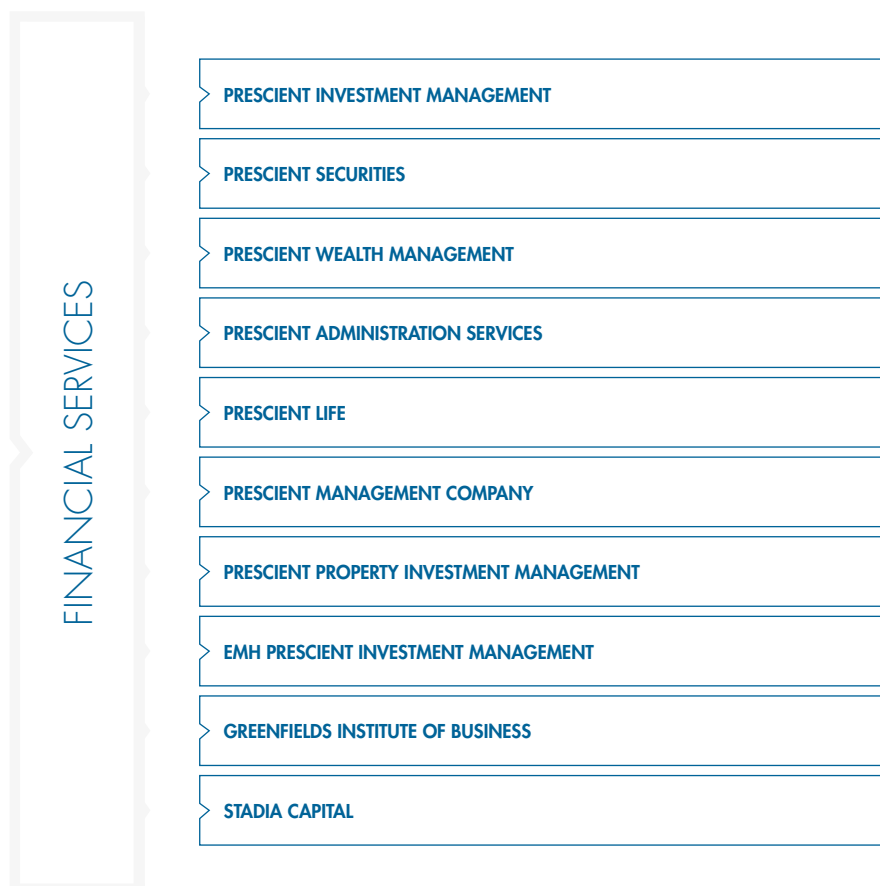 FINANCIAL SERVICES
PRESCIENT INVESTMENT MANAGEMENT
PRESCIENT SECURITIES
PRESCIENT WEALTH MANAGEMENT
PRESCIENT ADMINISTRATION SERVICES
PRESCIENT LIFE
PRESCIENT MANAGEMENT COMPANY
PRESCIENT PROPERTY INVESTMENT MANAGEMENT
EMH PRESCIENT INVESTMENT MANAGEMENT
GREENFIELDS INSTITUTE OF BUSINESS
STADIA CAPITAL